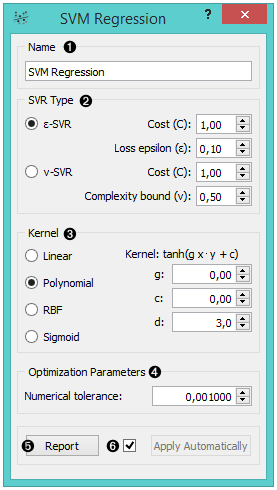 SVM Regression
? ×
Name ❶
SVM Regression
SVR Type ❷
ε-SVR Cost (C): 1,00
Loss epsilon (ε): 0,10
ν-SVR Cost (C): 1,00
Complexity bound (ν): 0,50
Kernel ❸
Linear Kernel: tanh(g x·y + c)
g: 0,00
Polynomial
c: 0,00
RBF
d: 3,0
Sigmoid
Optimization Parameters ❹
Numerical tolerance: 0,001000
❺ Report ❻ Apply Automatically